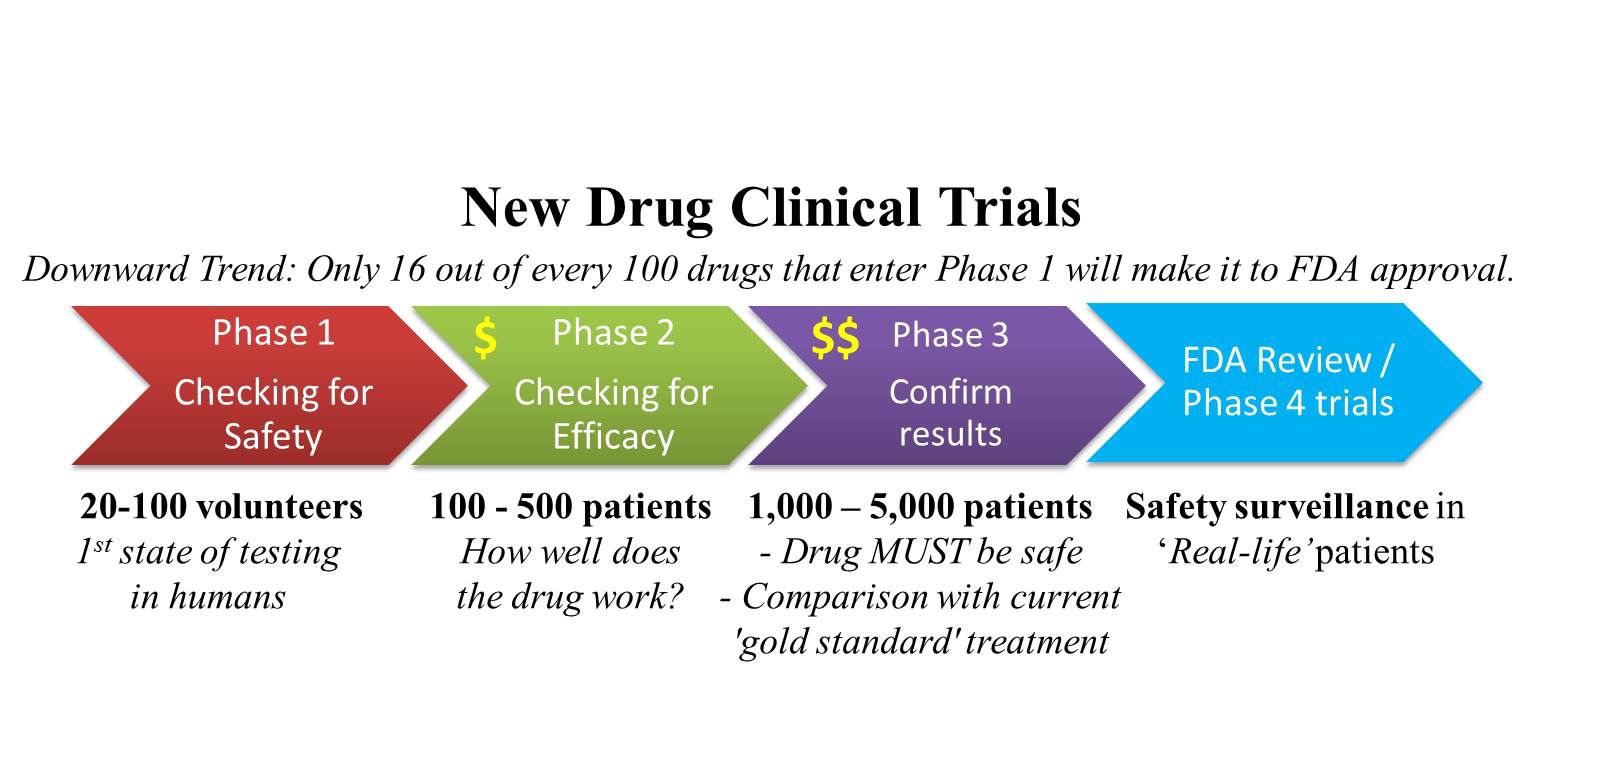 New Drug Clinical Trials
Downward Trend: Only 16 out of every 100 drugs that enter Phase 1 will make it to FDA approval.
Phase 1
Checking for
Safety
$ Phase 2
Checking for
Efficacy
$$ Phase 3
Confirm
results
FDA Review /
Phase 4 trials
20-100 volunteers
1st state of testing
in humans
100 - 500 patients
How well does
the drug work?
1,000 – 5,000 patients
- Drug MUST be safe
- Comparison with current
'gold standard' treatment
Safety surveillance in
‘Real-life’ patients